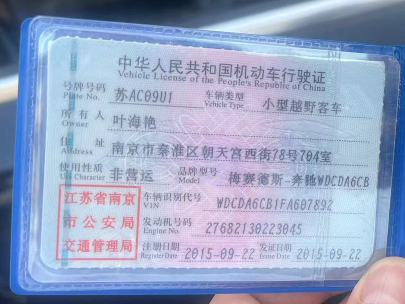 中华人民共和国机动车行驶证
Vehicle License of the People's Republic of China
号牌号码 Plate No. 苏AC09U1 车辆类型 Vehicle Type 小型越野客车
所有人 Owner 叶海艳
住址 Address 南京市秦淮区朝天宫西街78号704室
使用性质 Use Character 非营运 品牌型号 Model 梅赛德斯-奔驰WDCDA6CB
江苏省南京市公安局交通管理局
车辆识别代号 VIN WDCDA6CB1FA607892
发动机号码 Engine No. 27682130223045
注册日期 Register Date 2015-09-22 发证日期 Issue Date 2015-09-22